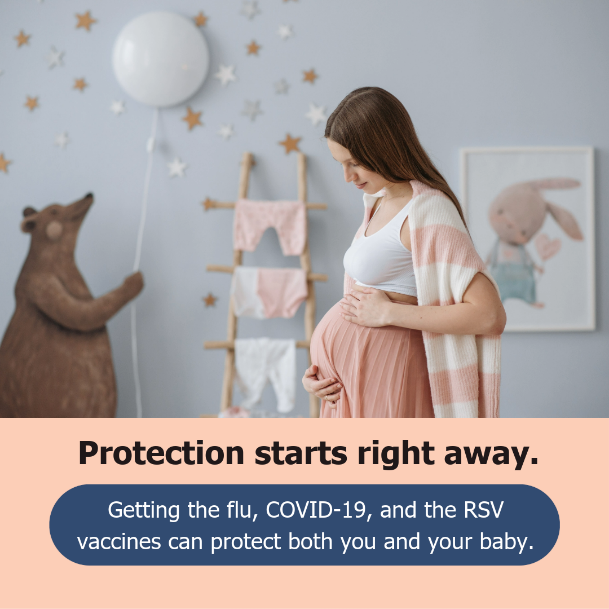 Protection starts right away.
Getting the flu, COVID-19, and the RSV
vaccines can protect both you and your baby.